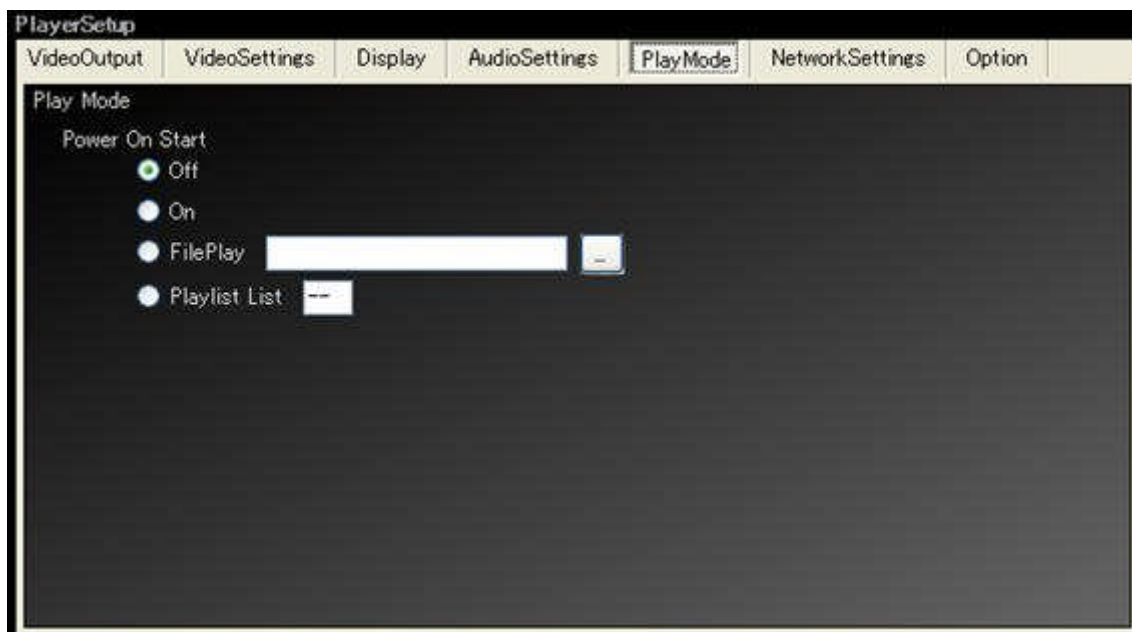 PlayerSetup
VideoOutput VideoSettings Display AudioSettings PlayMode NetworkSettings Option
Play Mode
Power On Start
Off
On
FilePlay ...
Playlist List --